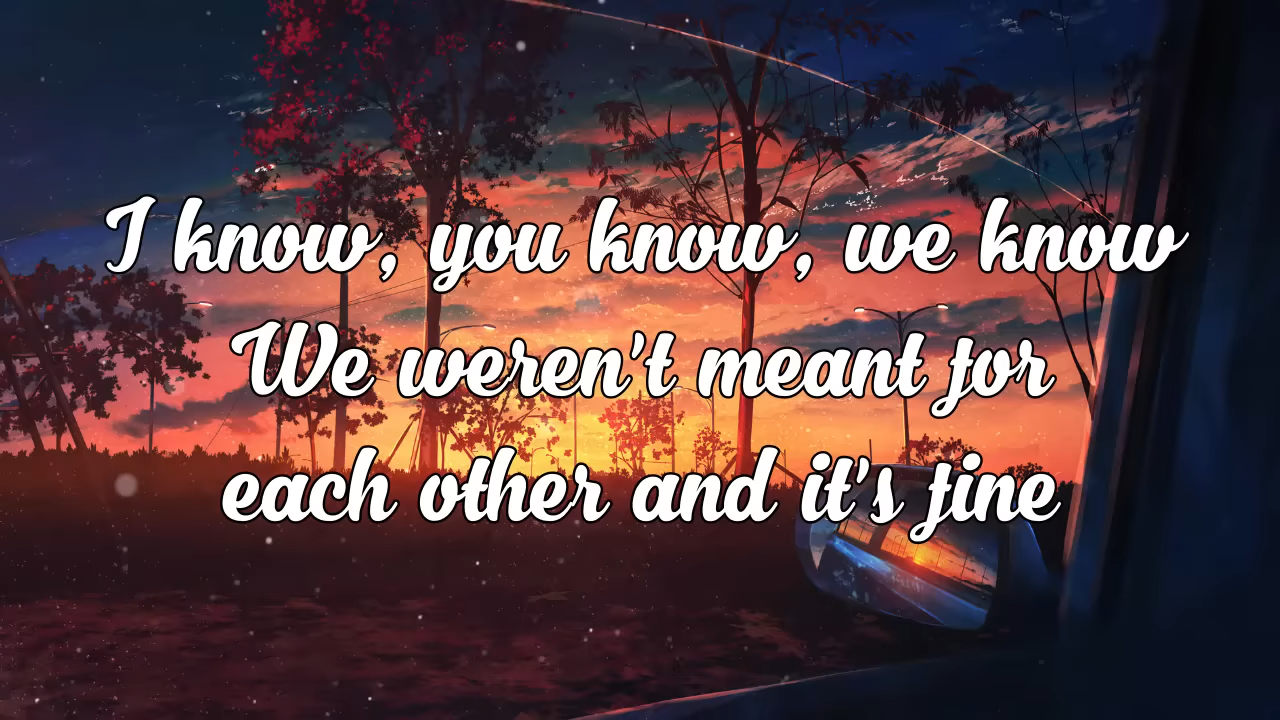 I know, you know, we know
We weren't meant for
each other and it's fine